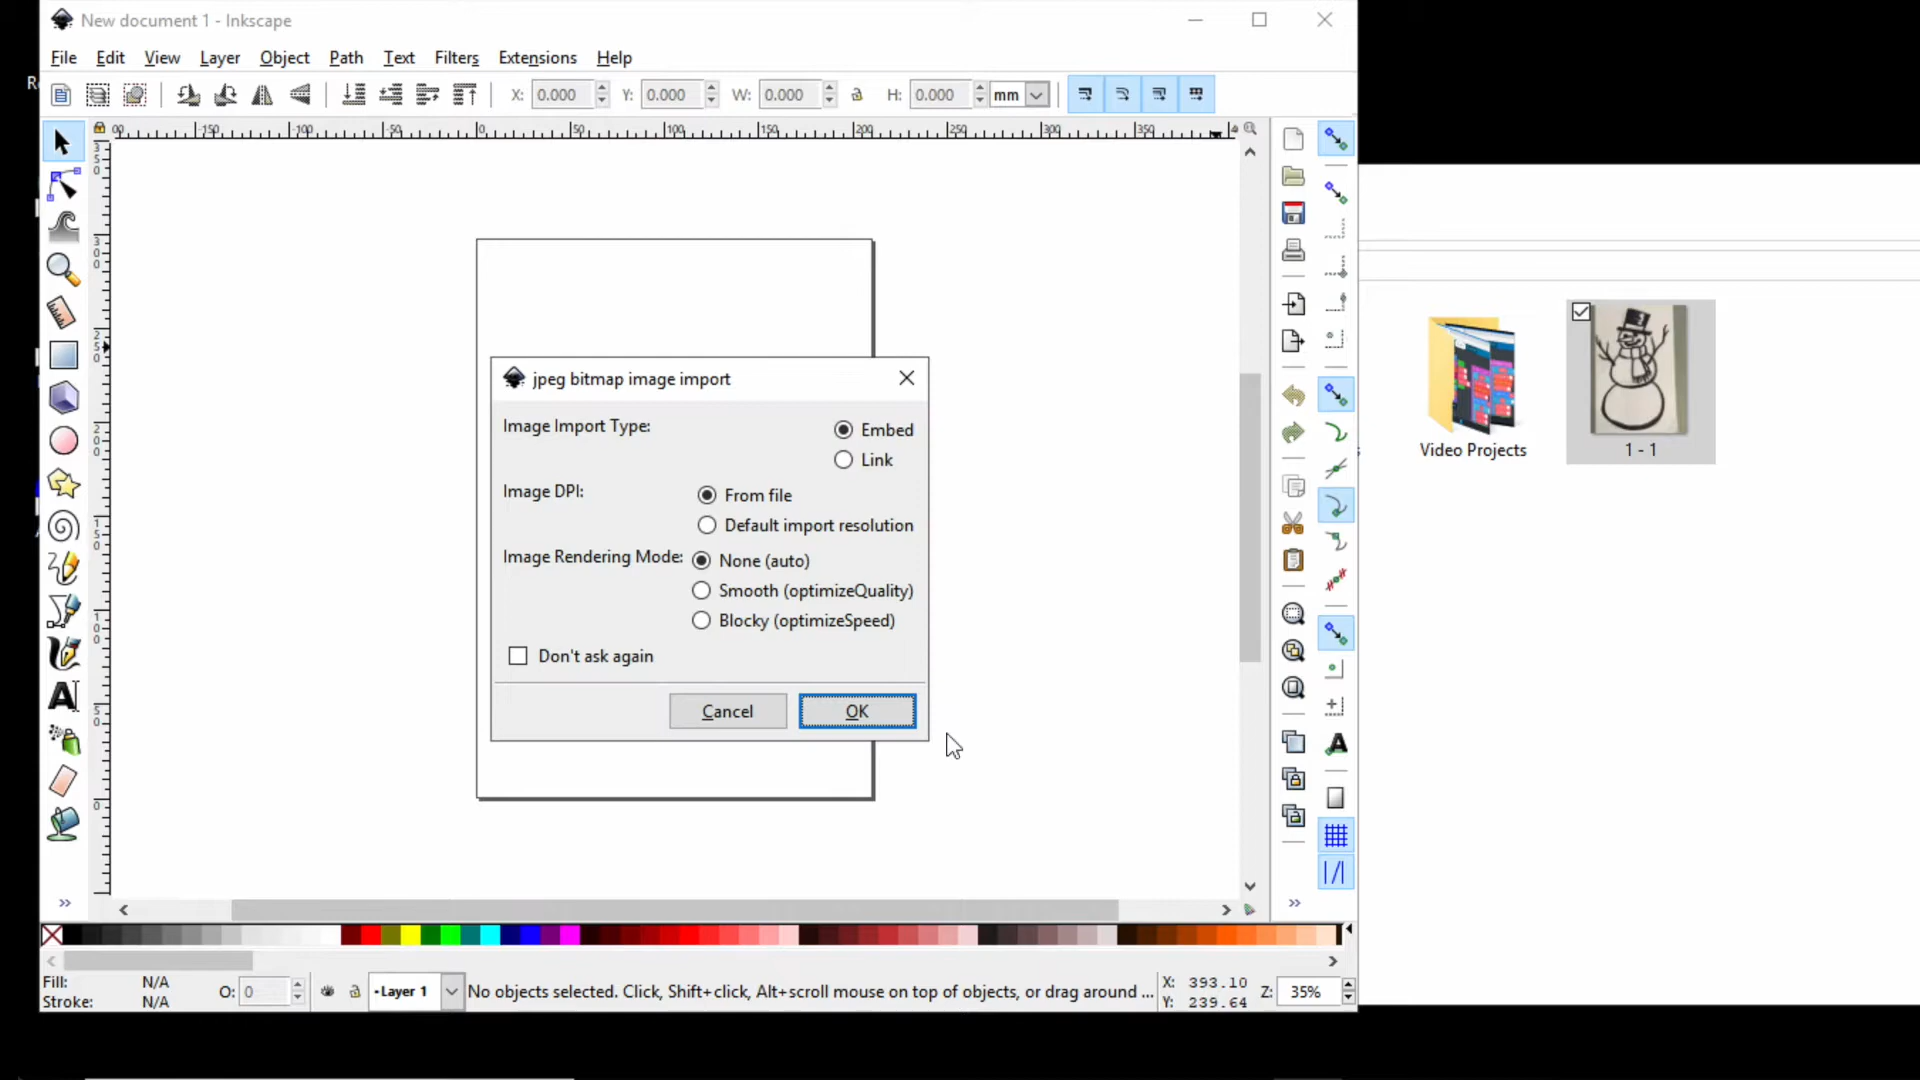 New document 1 - Inkscape
File Edit View Layer Object Path Text Filters Extensions Help
X: 0.000 Y: 0.000 W: 0.000 H: 0.000 mm
jpeg bitmap image import
Image Import Type:
Embed
Link
Image DPI:
From file
Default import resolution
Image Rendering Mode:
None (auto)
Smooth (optimizeQuality)
Blocky (optimizeSpeed)
Don't ask again
Cancel OK
Video Projects
1 - 1
Fill: N/A
Stroke: N/A
O: 0
-Layer 1
No objects selected. Click, Shift+click, Alt+scroll mouse on top of objects, or drag around ...
X: 393.10
Y: 239.64
Z: 35%